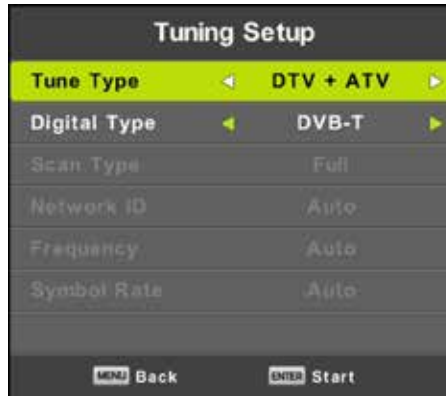 Tuning Setup
Tune Type DTV + ATV
Digital Type DVB-T
Scan Type Full
Network ID Auto
Frequency Auto
Symbol Rate Auto
MENU Back ENTER Start